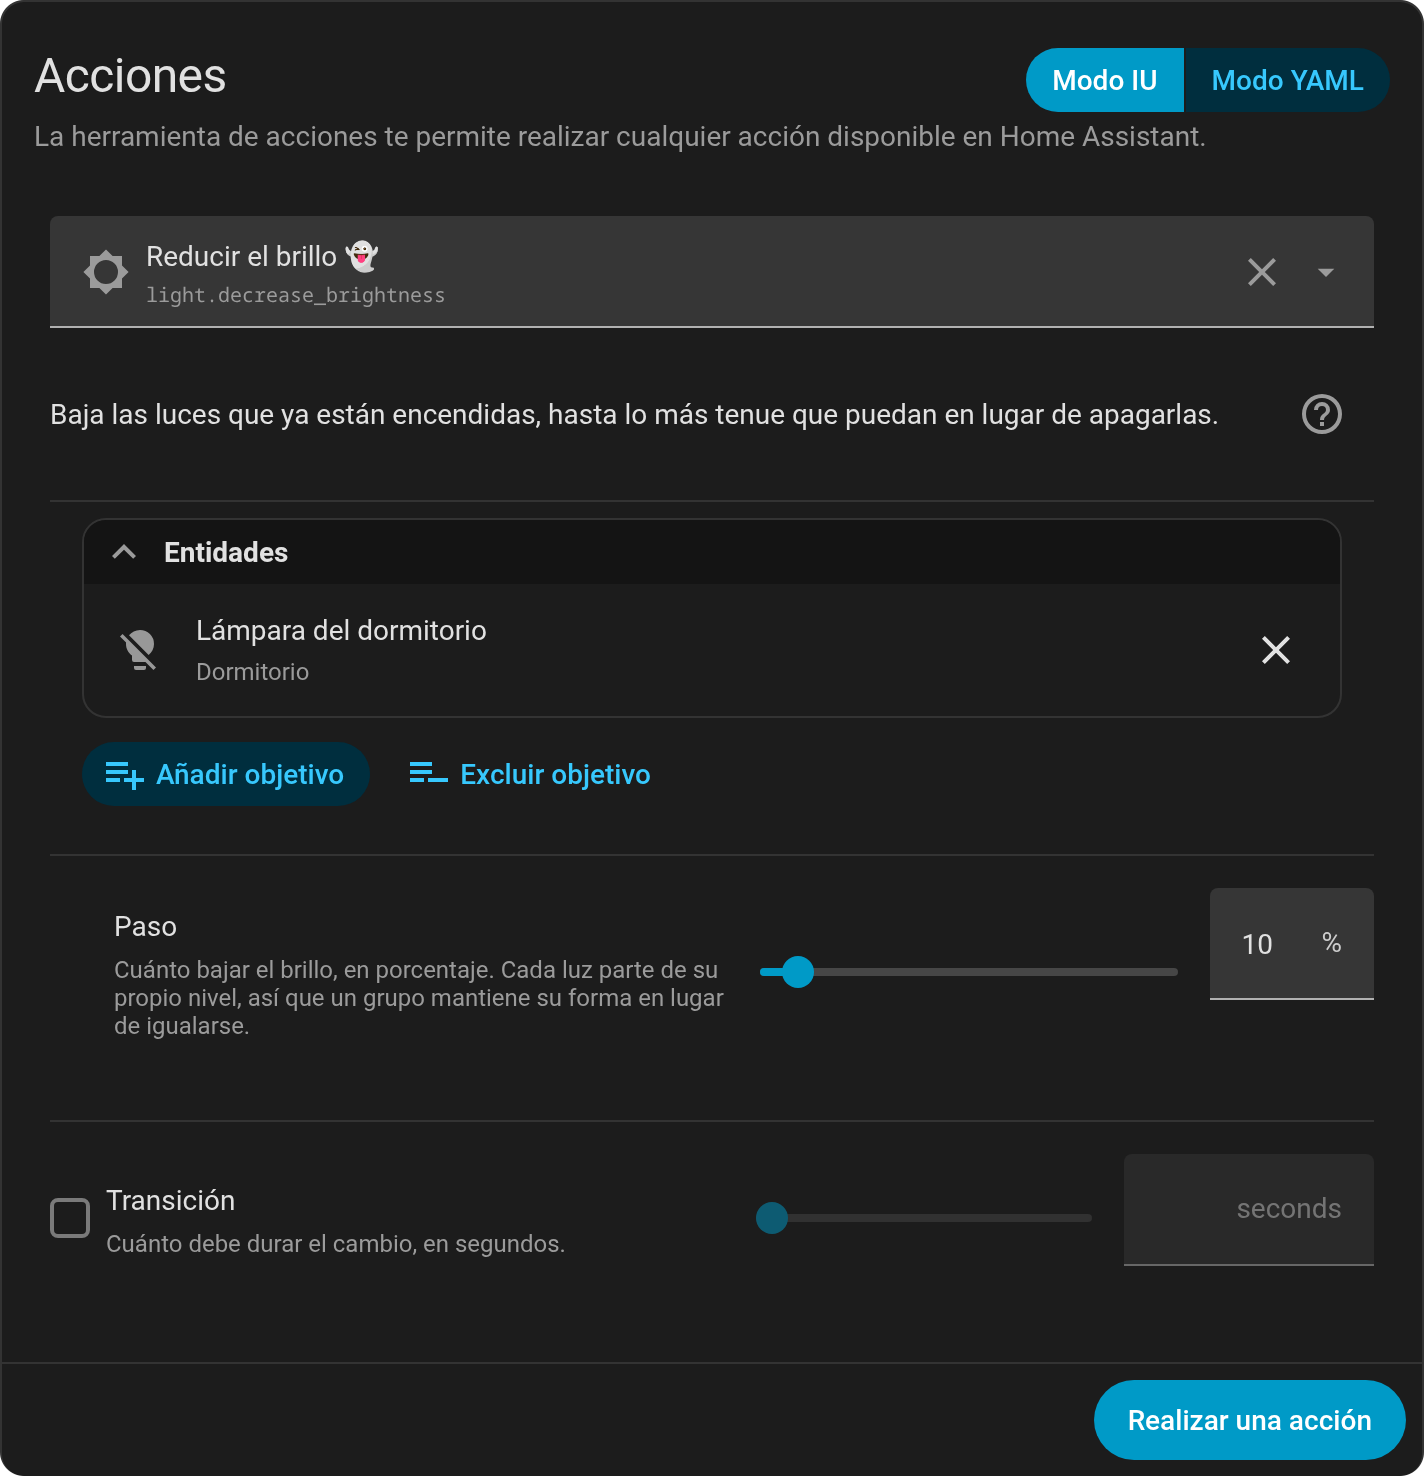 Acciones
Modo IU
Modo YAML
La herramienta de acciones te permite realizar cualquier acción disponible en Home Assistant.
Reducir el brillo 👻
light.decrease_brightness
Baja las luces que ya están encendidas, hasta lo más tenue que puedan en lugar de apagarlas.
Entidades
Lámpara del dormitorio
Dormitorio
Añadir objetivo
Excluir objetivo
Paso
Cuánto bajar el brillo, en porcentaje. Cada luz parte de su
propio nivel, así que un grupo mantiene su forma en lugar
de igualarse.
10 %
Transición
Cuánto debe durar el cambio, en segundos.
seconds
Realizar una acción